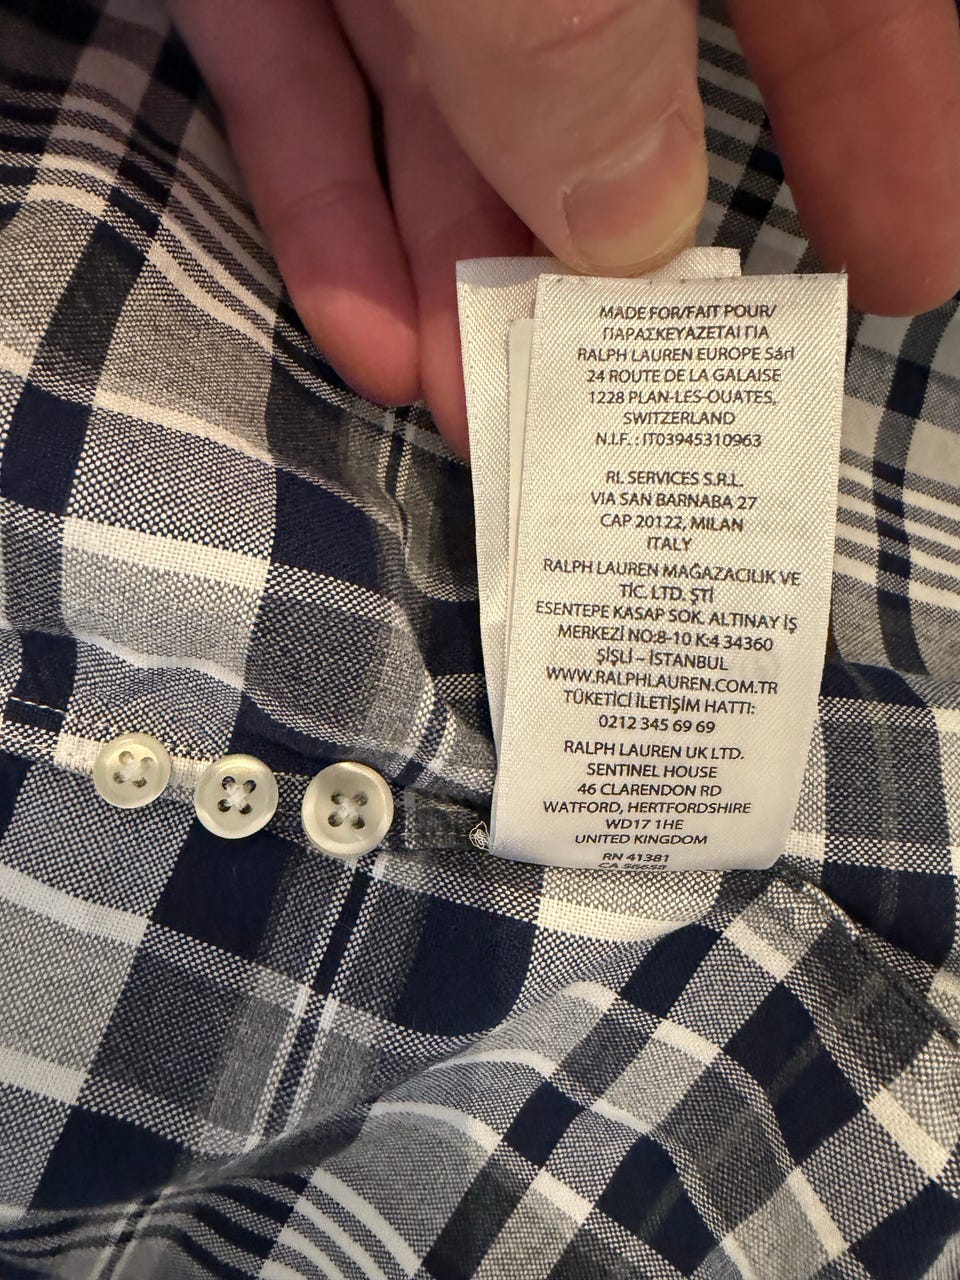 MADE FOR/FAIT POUR/
ΠΑΡΑΣΚΕΥΑΖΕΤΑΙ ΓΙΑ
RALPH LAUREN EUROPE Sárl
24 ROUTE DE LA GALAISE
1228 PLAN-LES-OUATES,
SWITZERLAND
N.I.F. : IT03945310963
RL SERVICES S.R.L.
VIA SAN BARNABA 27
CAP 20122, MILAN
ITALY
RALPH LAUREN MAĞAZACILIK VE
TİC. LTD. ŞTİ
ESENTEPE KASAP SOK. ALTINAY İŞ
MERKEZİ NO:8-10 K:4 34360
ŞİŞLİ – İSTANBUL
WWW.RALPHLAUREN.COM.TR
TÜKETİCİ İLETİŞİM HATTI:
0212 345 69 69
RALPH LAUREN UK LTD.
SENTINEL HOUSE
46 CLARENDON RD
WATFORD, HERTFORDSHIRE
WD17 1HE
UNITED KINGDOM
RN 41381
CA